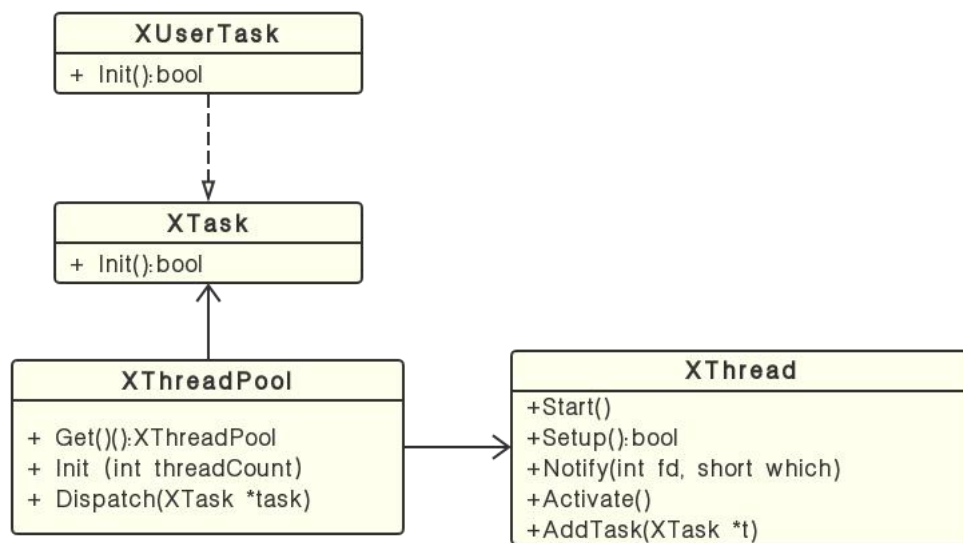 XUserTask
+ Init():bool
XTask
+ Init():bool
XThreadPool
+ Get()():XThreadPool
+ Init (int threadCount)
+ Dispatch(XTask *task)
XThread
+Start()
+Setup():bool
+Notify(int fd, short which)
+Activate()
+AddTask(XTask *t)